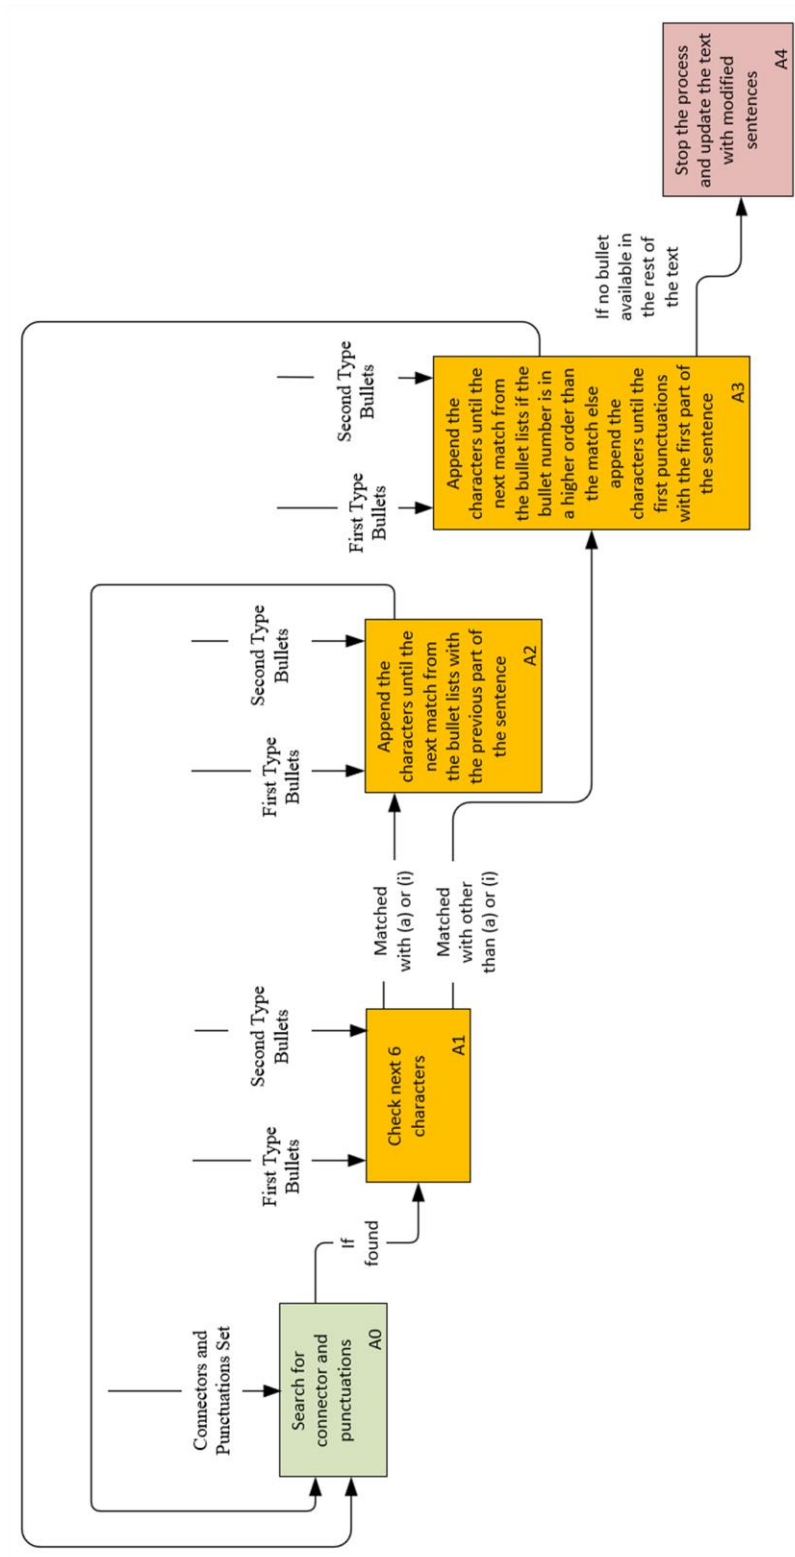 Connectors and
Punctuations Set
Search for
connector and
punctuations
A0
If
found
First Type
Bullets
Second Type
Bullets
Check next 6
characters
A1
Matched
with (a) or (i)
Matched
with other
than (a) or (i)
First Type
Bullets
Second Type
Bullets
Append the
characters until the
next match from
the bullet lists with
the previous part of
the sentence
A2
First Type
Bullets
Second Type
Bullets
Append the
characters until the
next match from
the bullet lists if the
bullet number is in
a higher order than
the match else
append the
characters until the
first punctuations
with the first part of
the sentence
A3
If no bullet
available in
the rest of
the text
Stop the process
and update the text
with modified
sentences
A4